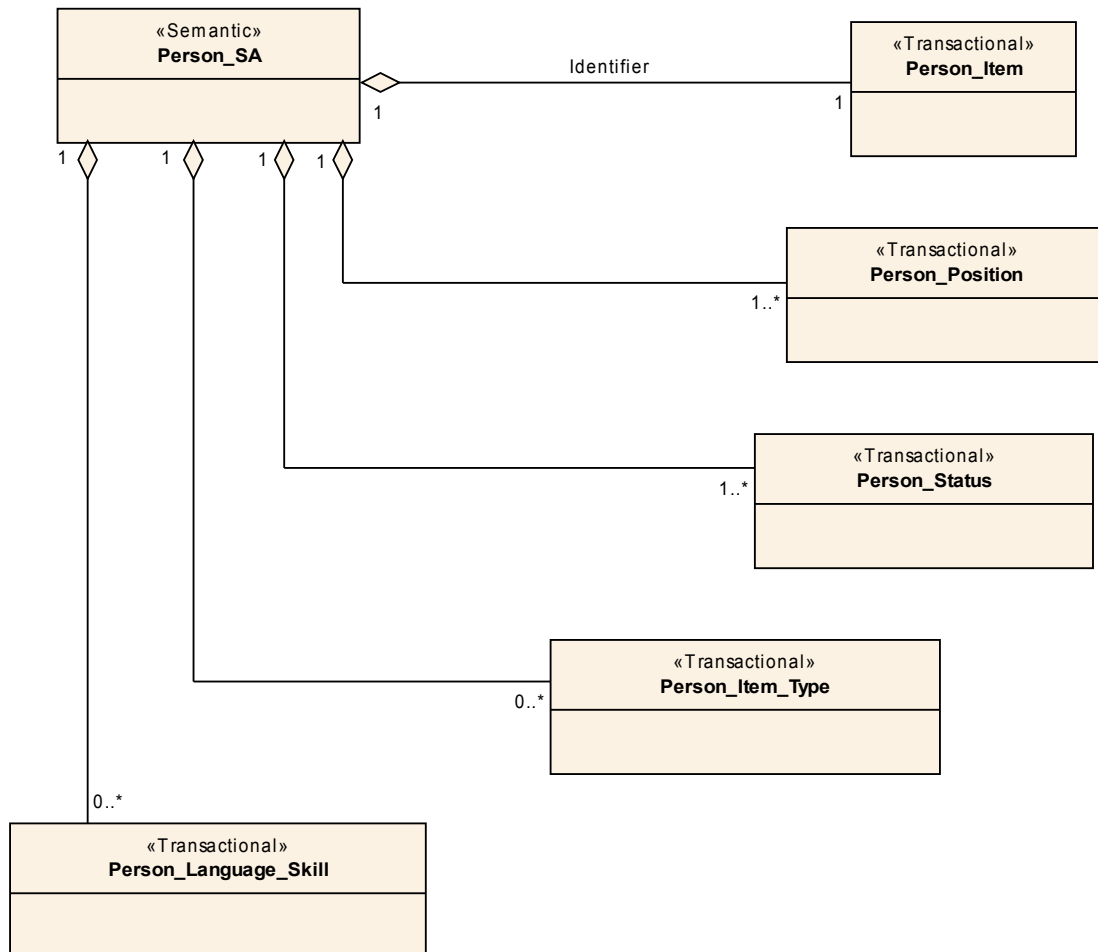 «Semantic»
Person_SA
«Transactional»
Person_Item
Identifier
1
1
1
1
1
1
«Transactional»
Person_Position
1..*
«Transactional»
Person_Status
1..*
«Transactional»
Person_Item_Type
0..*
0..*
«Transactional»
Person_Language_Skill